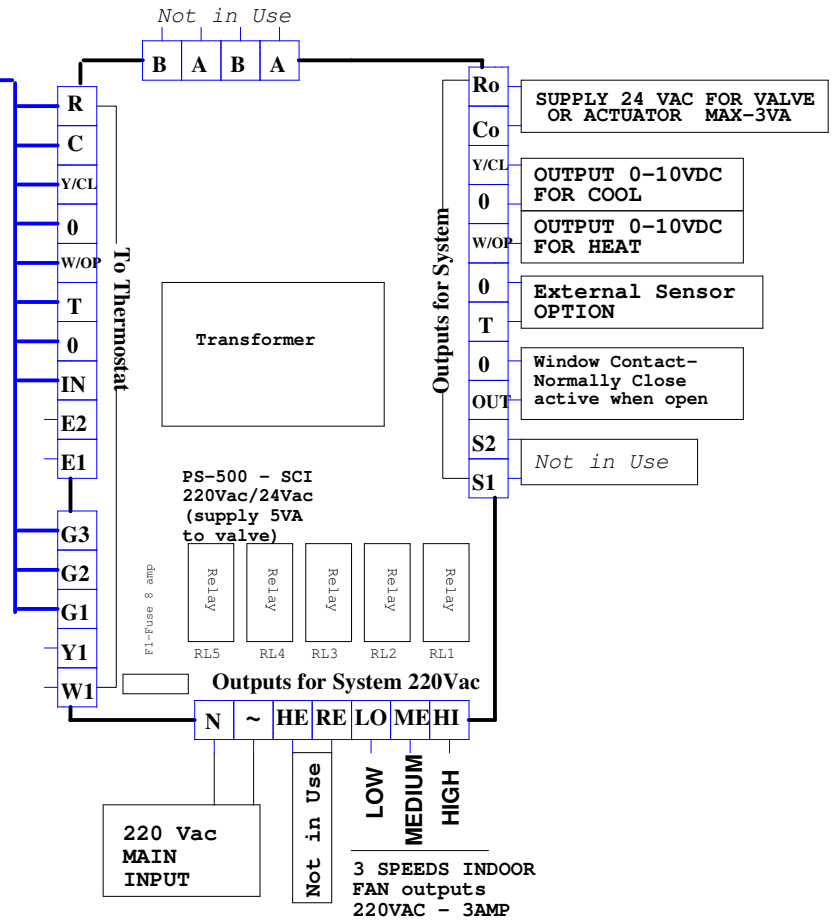 Not in Use
B A B A
R
C
Y/CL
0
W/OP
T
0
IN
E2
E1
G3
G2
G1
Y1
W1
To Thermostat
Transformer
PS-500 - SCI
220Vac/24Vac
(supply 5VA
to valve)
F1-Fuse 8 amp
Relay Relay Relay Relay Relay
RL5 RL4 RL3 RL2 RL1
Outputs for System 220Vac
N ~ HE RE LO ME HI
220 Vac
MAIN
INPUT
Not in Use
LOW
MEDIUM
HIGH
3 SPEEDS INDOOR
FAN outputs
220VAC - 3AMP
Outputs for System
Ro
Co
Y/CL
0
W/OP
0
T
0
OUT
S2
S1
SUPPLY 24 VAC FOR VALVE
OR ACTUATOR MAX-3VA
OUTPUT 0-10VDC
FOR COOL
OUTPUT 0-10VDC
FOR HEAT
External Sensor
OPTION
Window Contact-
Normally Close
active when open
Not in Use